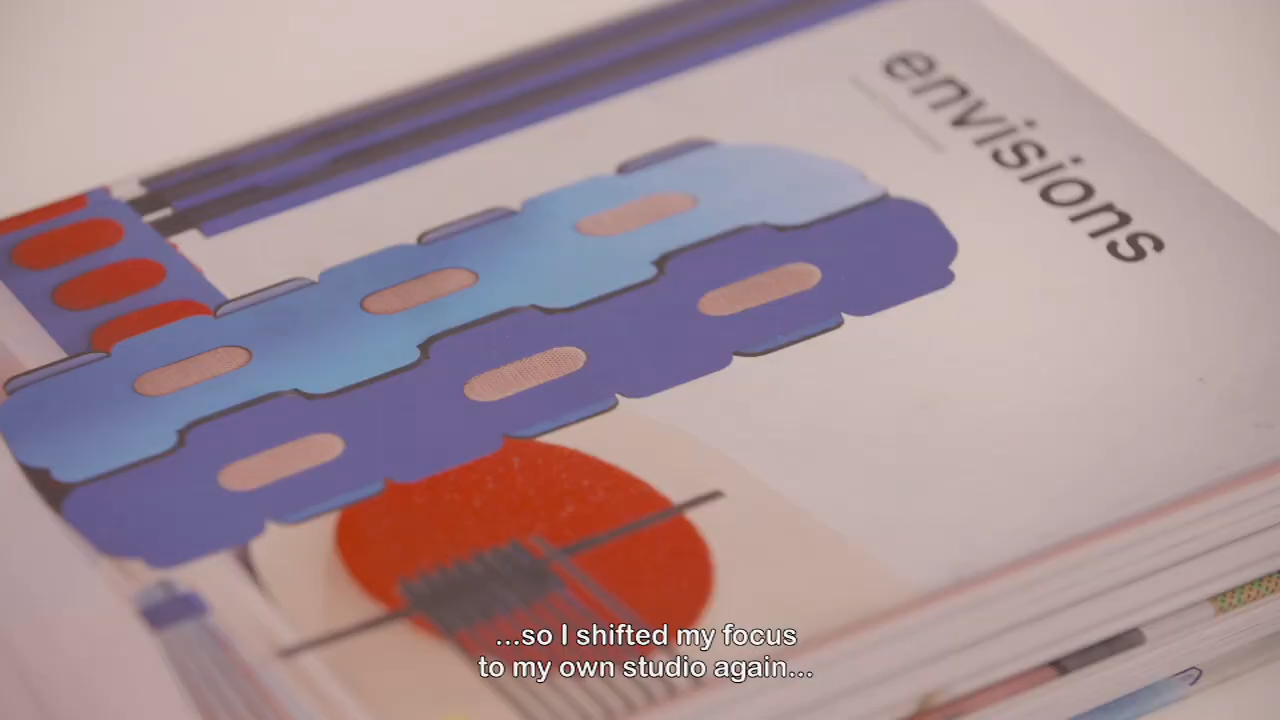 envisions
...so I shifted my focus
to my own studio again...